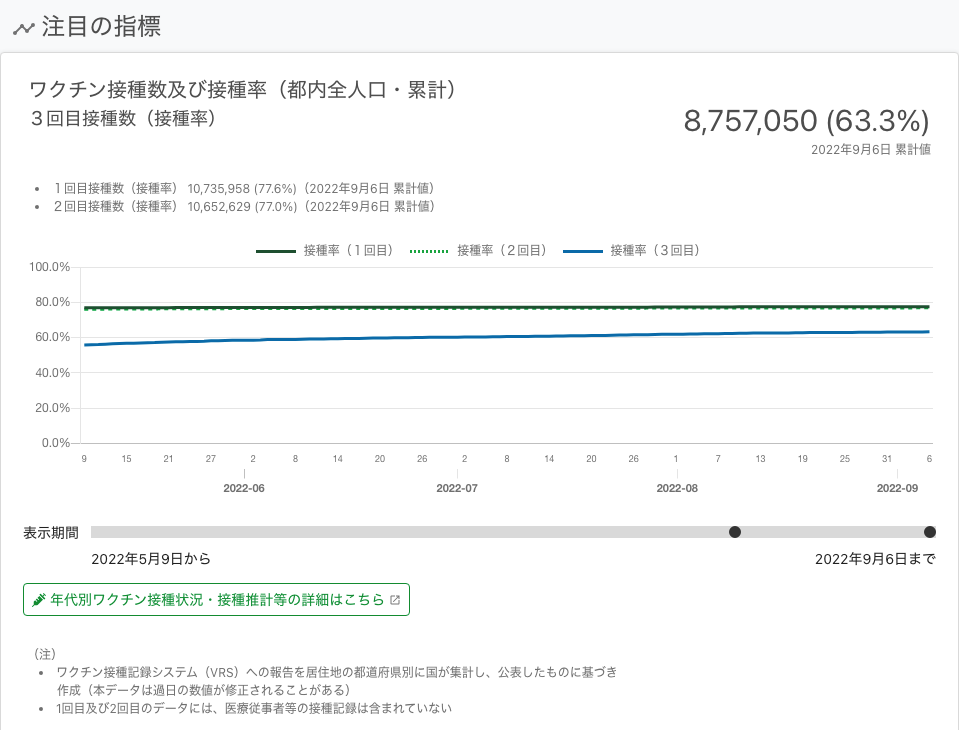 注目の指標
ワクチン接種数及び接種率（都内全人口・累計）
３回目接種数（接種率）
8,757,050 (63.3%)
2022年9月6日 累計値
１回目接種数（接種率） 10,735,958 (77.6%)（2022年9月6日 累計値）
２回目接種数（接種率） 10,652,629 (77.0%)（2022年9月6日 累計値）
接種率（１回目） 接種率（２回目） 接種率（３回目）
100.0%
80.0%
60.0%
40.0%
20.0%
0.0%
9 15 21 27 2 8 14 20 26 2 8 14 20 26 1 7 13 19 25 31 6
2022-06 2022-07 2022-08 2022-09
表示期間
2022年5月9日から 2022年9月6日まで
年代別ワクチン接種状況・接種推計等の詳細はこちら
（注）
ワクチン接種記録システム（VRS）への報告を居住地の都道府県別に国が集計し、公表したものに基づき
作成（本データは過日の数値が修正されることがある）
1回目及び2回目のデータには、医療従事者等の接種記録は含まれていない